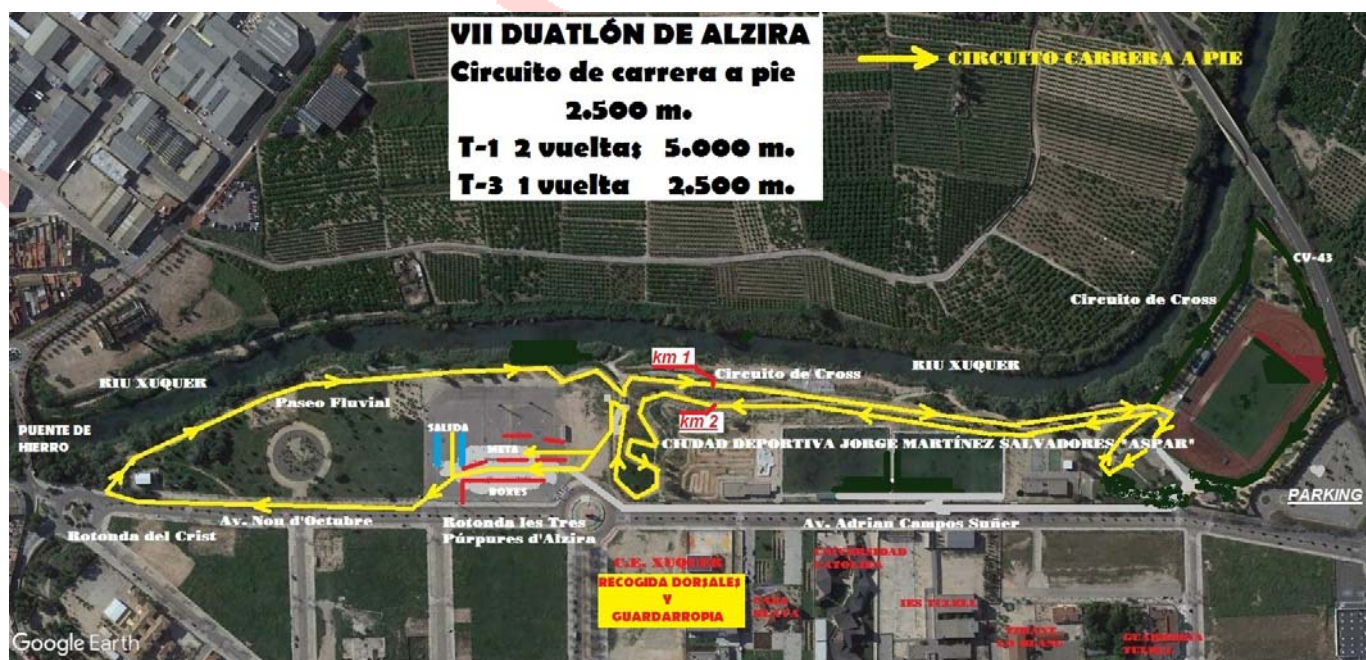 VII DUATLÓN DE ALZIRA
Circuito de carrera a pie
2.500 m.
T-1 2 vueltas 5.000 m.
T-3 1 vuelta 2.500 m.
CIRCUITO CARRERA A PIE
CV-43
Circuito de Cross
km 1
Circuito de Cross
RIU XUQUER
RIU XUQUER
Paseo Fluvial
PUENTE DE
HIERRO
SALIDA
META
km 2
CIUDAD DEPORTIVA JORGE MARTÍNEZ SALVADORES "ASPAR"
BOXES
PARKING
Av. Nou d'Octubre
Rotonda del Crist
Rotonda les Tres
Púrpures d'Alzira
Av. Adrian Campos Suñer
C.E. XUQUER
RECOGIDA DORSALES
Y
GUARDARROPIA
UNIVERSIDAD
CATOLICA
IES TULELL
TULELL
Google Earth